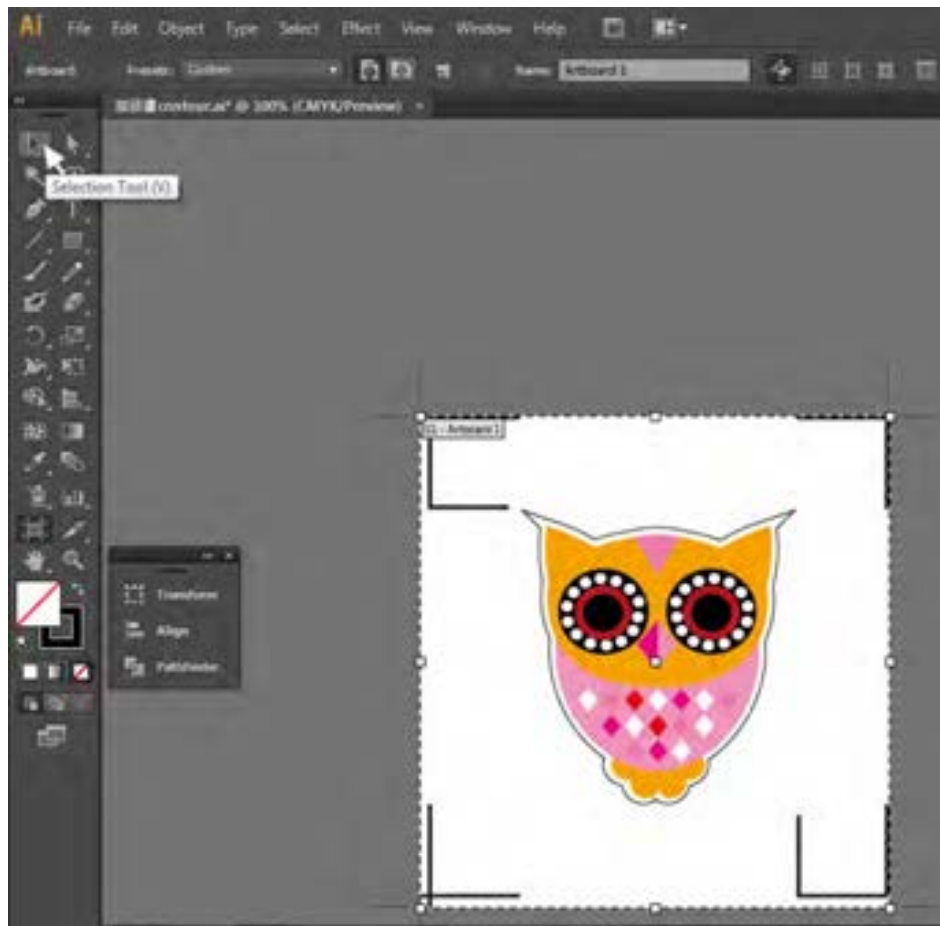 Ai File Edit Object Type Select Effect View Window Help
Artboard Presets: Custom Name: Artboard 1
contour.ai* @ 100% (CMYK/Preview) ×
Selection Tool (V)
01 - Artboard 1
Transform
Align
Pathfinder